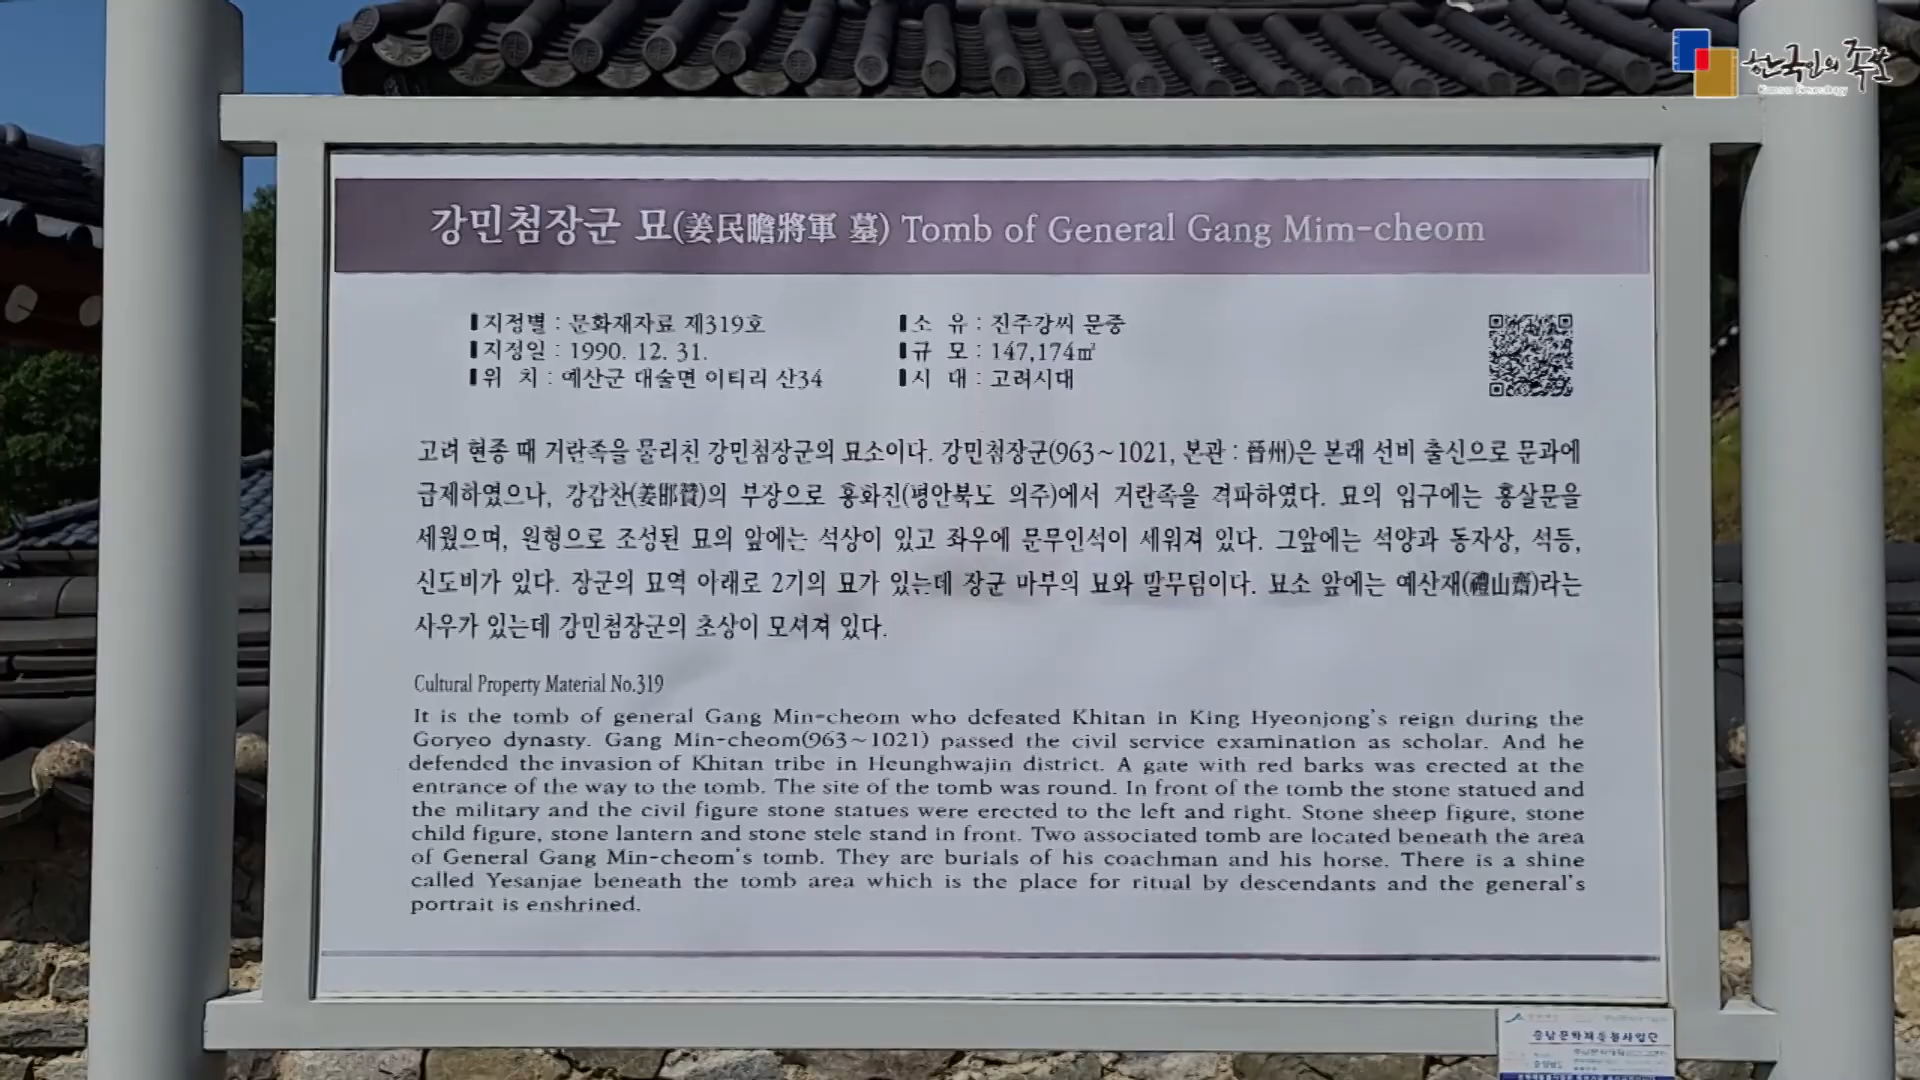 한국인의 족보
강민첨장군 묘(姜民瞻將軍 墓) Tomb of General Gang Mim-cheom
지정별 : 문화재자료 제319호
지정일 : 1990. 12. 31.
위 치 : 예산군 대술면 이티리 산34
소 유 : 진주강씨 문중
규 모 : 147,174㎡
시 대 : 고려시대
고려 현종 때 거란족을 물리친 강민첨장군의 묘소이다. 강민첨장군(963~1021, 본관 : 晉州)은 본래 선비 출신으로 문과에
급제하였으나, 강감찬(姜邯贊)의 부장으로 흥화진(평안북도 의주)에서 거란족을 격파하였다. 묘의 입구에는 홍살문을
세웠으며, 원형으로 조성된 묘의 앞에는 석상이 있고 좌우에 문무인석이 세워져 있다. 그앞에는 석양과 동자상, 석등,
신도비가 있다. 장군의 묘역 아래로 2기의 묘가 있는데 장군 마부의 묘와 말무덤이다. 묘소 앞에는 예산재(禮山齋)라는
사우가 있는데 강민첨장군의 초상이 모셔져 있다.
Cultural Property Material No.319
It is the tomb of general Gang Min-cheom who defeated Khitan in King Hyeonjong's reign during the
Goryeo dynasty. Gang Min-cheom(963~1021) passed the civil service examination as scholar. And he
defended the invasion of Khitan tribe in Heunghwajin district. A gate with red barks was erected at the
entrance of the way to the tomb. The site of the tomb was round. In front of the tomb the stone statued and
the military and the civil figure stone statues were erected to the left and right. Stone sheep figure, stone
child figure, stone lantern and stone stele stand in front. Two associated tomb are located beneath the area
of General Gang Min-cheom's tomb. They are burials of his coachman and his horse. There is a shine
called Yesanjae beneath the tomb area which is the place for ritual by descendants and the general's
portrait is enshrined.